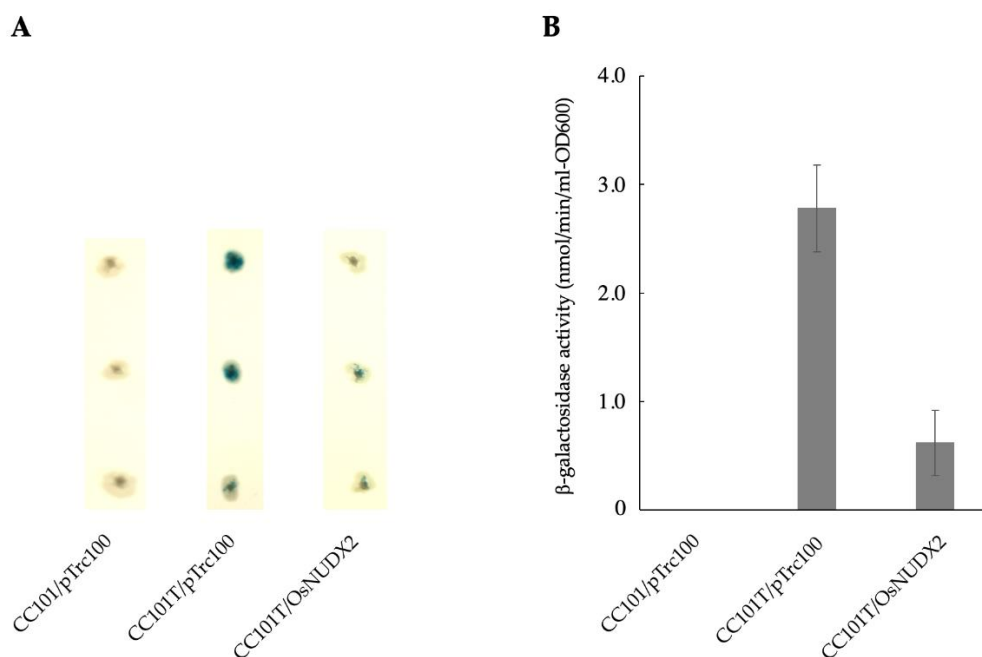 A
B
CC101/pTrc100
CC101T/pTrc100
CC101T/OsNUDX2
β-galactosidase activity (nmol/min/ml-OD600)
4.0
3.0
2.0
1.0
0
CC101/pTrc100
CC101T/pTrc100
CC101T/OsNUDX2